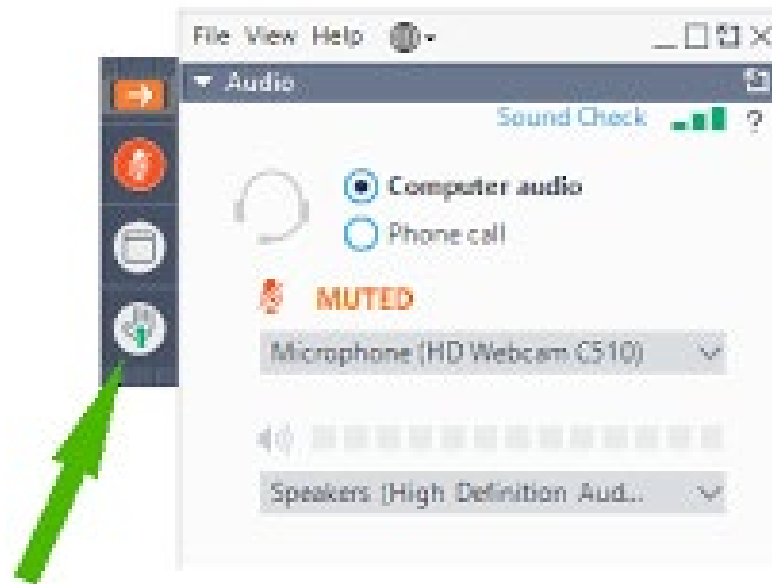 File View Help
Audio
Sound Check ?
Computer audio
Phone call
MUTED
Microphone (HD Webcam C510)
Speakers (High Definition Aud...